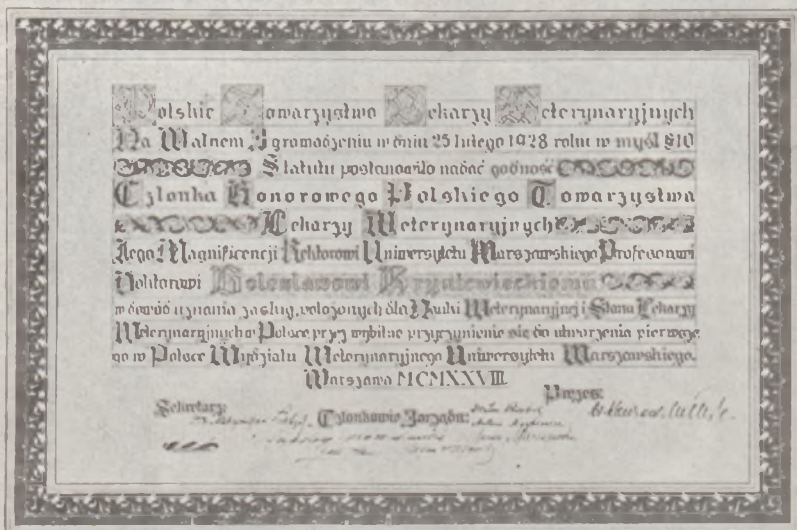 Polskie Towarzystwo Lekarzy Weterynaryjnych
Na Walnem Zgromadzeniu w dniu 25 lutego 1928 roku w myśl §10
Statutu postanowiło nadać godność
Członka Honorowego Polskiego Towarzystwa
Lekarzy Weterynaryjnych
Jego Magnificencji Rektorowi Uniwersytetu Warszawskiego Profesorowi
Doktorowi Bolesławowi Hryniewieckiemu
w dowód uznania zasług, położonych dla Nauki Weterynaryjnej i Stanu Lekarzy
Weterynaryjnych w Polsce, przez wybitne przyczynienie się do utworzenia pierwsze
go w Polsce Wydziału Weterynaryjnego Uniwersytetu Warszawskiego.
Warszawa MCMXXVIII.
Prezes:
Sekretarz: Członkowie Zarządu: